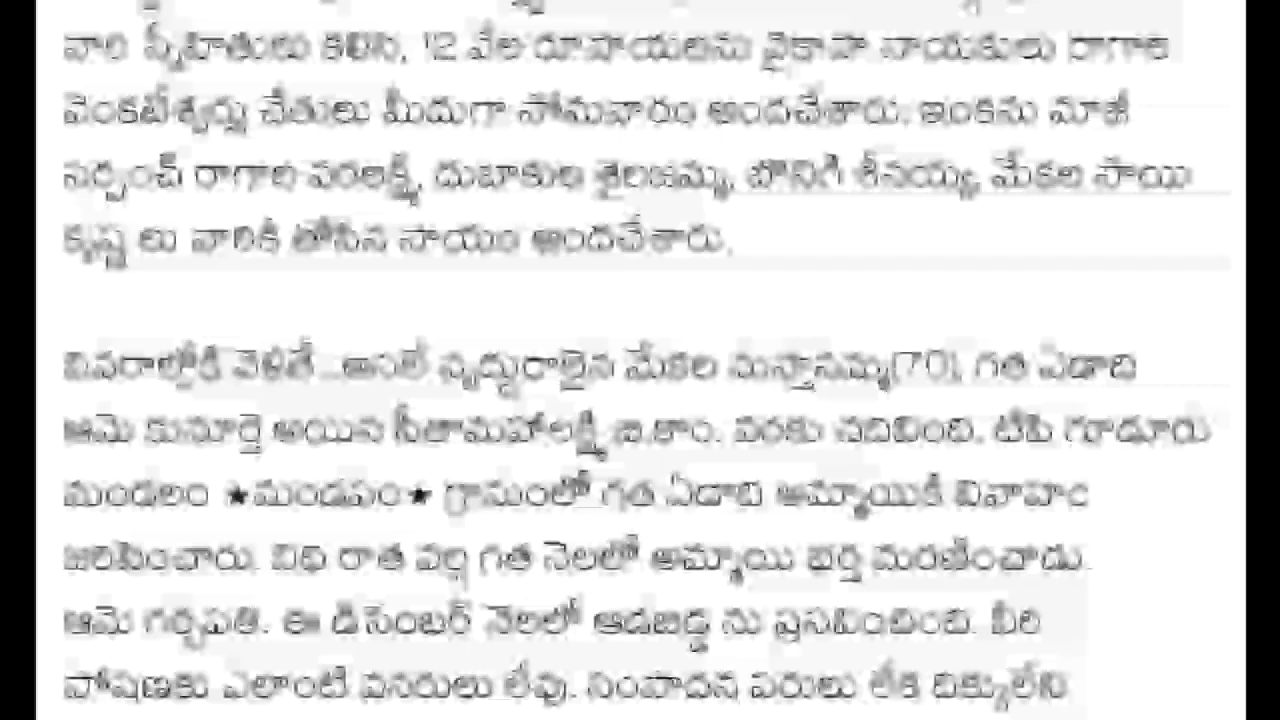 వారి స్నేహితులు కలిసి, 12 వేల రూపాయలను వైకాపా నాయకులు రాగాల
వెంకటేశ్వర్లు చేతులు మీదుగా సోమవారం అందచేశారు. ఇంకను మాజీ
సర్పంచ్ రాగాల వరలక్ష్మి, దుబాకుల శైలజమ్మ, బొనిగి శీనయ్య, మేకల సాయి
కృష్ణ లు వారికి తోచిన సాయం అందచేశారు.
వివరాల్లోకి వెళితే ...అసలే వృద్ధురాలైన మేకల మస్తానమ్మ(70), గత ఏడాది
ఆమె కుమార్తె అయిన సీతామహాలక్ష్మి బి.కాం. వరకు చదివించి, టిపి గూడూరు
మండలం ★మండపం★ గ్రామంలో గత ఏడాది అమ్మాయికి వివాహం
జరిపించారు. విధి రాత వల్ల గత నెలలో అమ్మాయి భర్త మరణించాడు.
ఆమె గర్భవతి. ఈ డిసెంబర్ నెలలో ఆడబిడ్డ ను ప్రసవించింది. వీరి
పోషణకు ఎలాంటి వనరులు లేవు. సంపాదన పరులు లేక దిక్కులేని